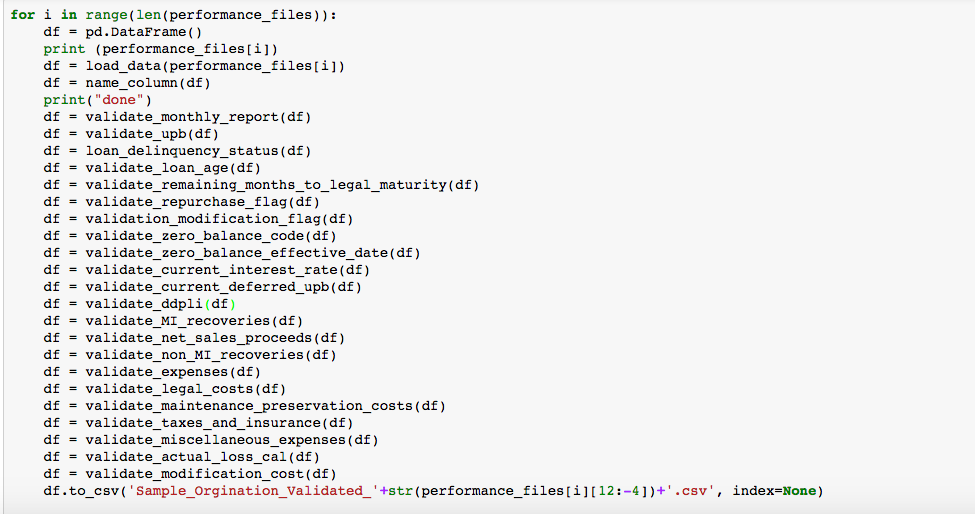 for i in range(len(performance_files)):
    df = pd.DataFrame()
    print (performance_files[i])
    df = load_data(performance_files[i])
    df = name_column(df)
    print("done")
    df = validate_monthly_report(df)
    df = validate_upb(df)
    df = loan_delinquency_status(df)
    df = validate_loan_age(df)
    df = validate_remaining_months_to_legal_maturity(df)
    df = validate_repurchase_flag(df)
    df = validation_modification_flag(df)
    df = validate_zero_balance_code(df)
    df = validate_zero_balance_effective_date(df)
    df = validate_current_interest_rate(df)
    df = validate_current_deferred_upb(df)
    df = validate_ddpli(df)
    df = validate_MI_recoveries(df)
    df = validate_net_sales_proceeds(df)
    df = validate_non_MI_recoveries(df)
    df = validate_expenses(df)
    df = validate_legal_costs(df)
    df = validate_maintenance_preservation_costs(df)
    df = validate_taxes_and_insurance(df)
    df = validate_miscellaneous_expenses(df)
    df = validate_actual_loss_cal(df)
    df = validate_modification_cost(df)
    df.to_csv('Sample_Orgination_Validated_'+str(performance_files[i][12:-4])+'.csv', index=None)